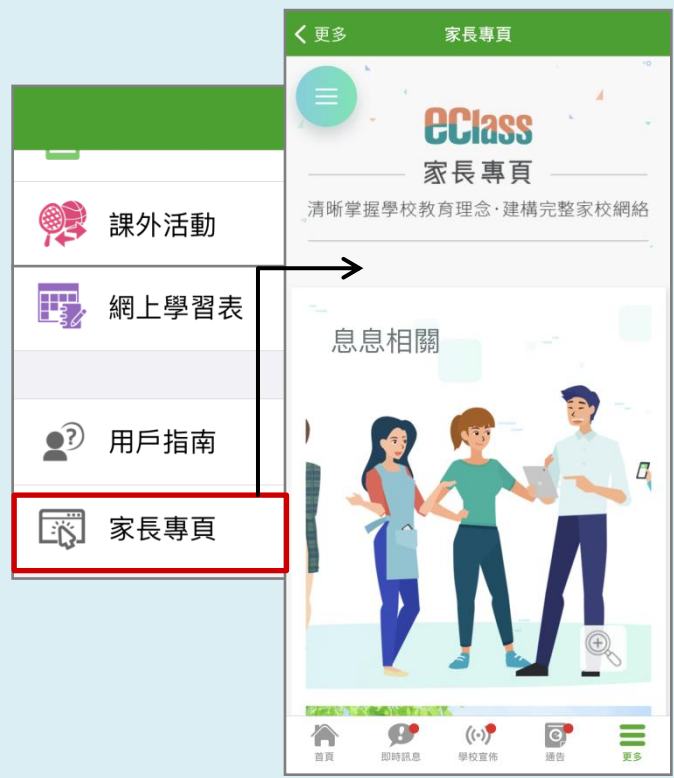 課外活動
網上學習表
用戶指南
家長專頁
更多
家長專頁
eClass
家長專頁
清晰掌握學校教育理念·建構完整家校網絡
息息相關
首頁
即時訊息
學校宣佈
通告
更多